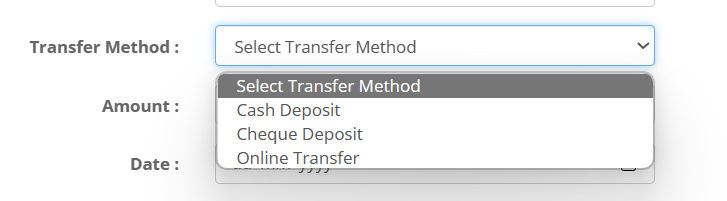 Transfer Method :
Select Transfer Method
Select Transfer Method
Amount :
Cash Deposit
Cheque Deposit
Date :
Online Transfer